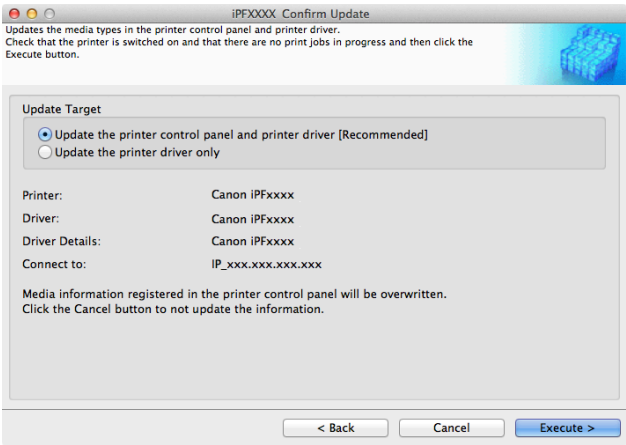 iPFXXXX Confirm Update
Updates the media types in the printer control panel and printer driver.
Check that the printer is switched on and that there are no print jobs in progress and then click the
Execute button.
Update Target
Update the printer control panel and printer driver [Recommended]
Update the printer driver only
Printer: Canon iPFxxxx
Driver: Canon iPFxxxx
Driver Details: Canon iPFxxxx
Connect to: IP_xxx.xxx.xxx.xxx
Media information registered in the printer control panel will be overwritten.
Click the Cancel button to not update the information.
< Back Cancel Execute >